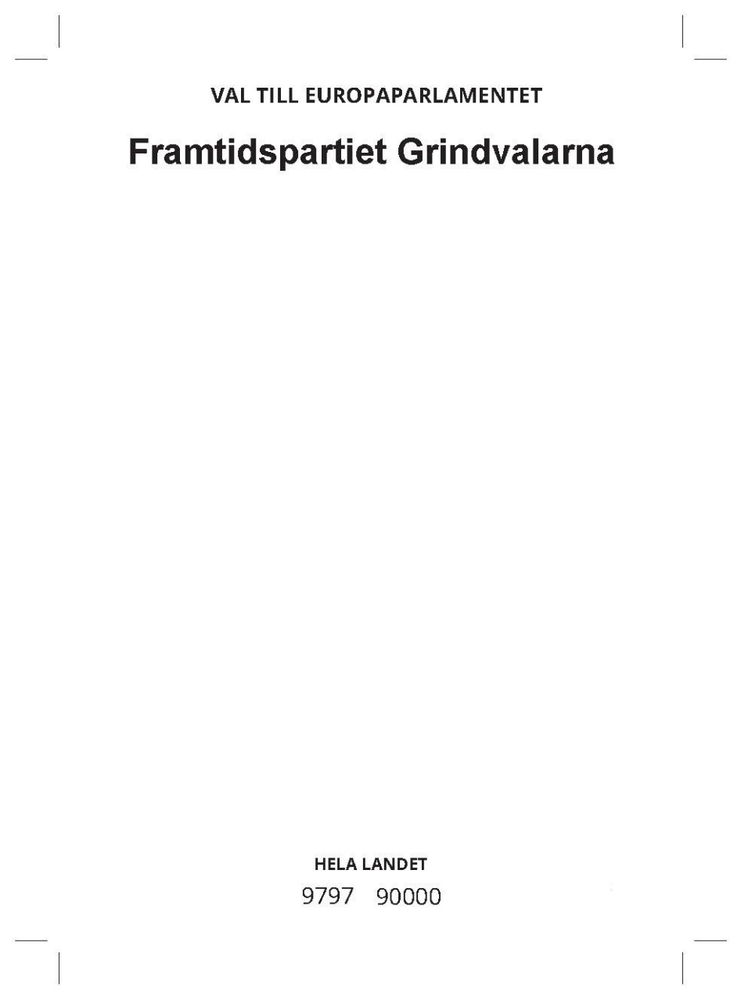 VAL TILL EUROPAPARLAMENTET
Framtidspartiet Grindvalarna
HELA LANDET
9797 90000